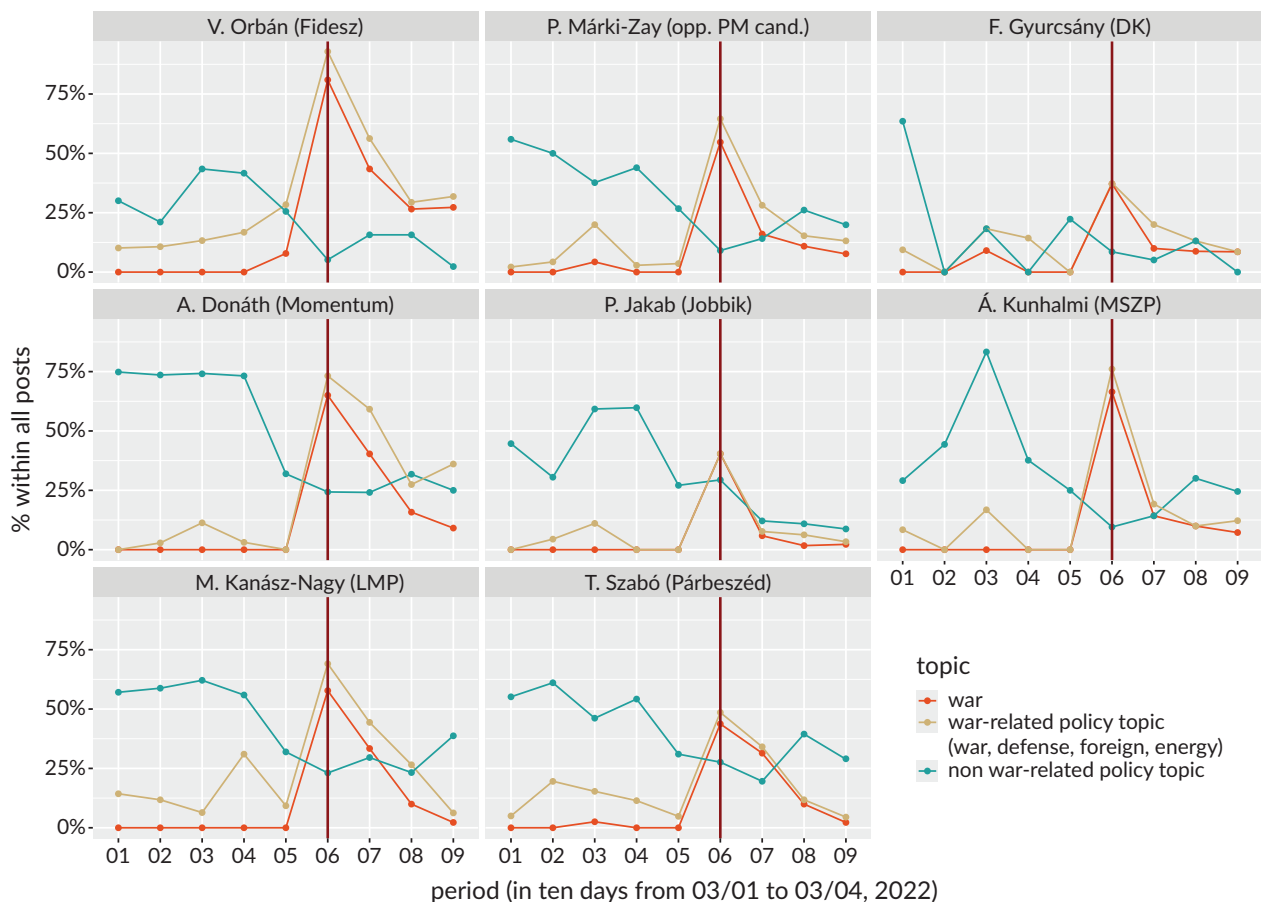 V. Orbán (Fidesz)
P. Márki-Zay (opp. PM cand.)
F. Gyurcsány (DK)
75%
50%
25%
0%
A. Donáth (Momentum)
P. Jakab (Jobbik)
Á. Kunhalmi (MSZP)
% within all posts
75%
50%
25%
0%
01 02 03 04 05 06 07 08 09
M. Kanász-Nagy (LMP)
T. Szabó (Párbeszéd)
75%
50%
25%
0%
01 02 03 04 05 06 07 08 09
01 02 03 04 05 06 07 08 09
topic
war
war-related policy topic
(war, defense, foreign, energy)
non war-related policy topic
period (in ten days from 03/01 to 03/04, 2022)